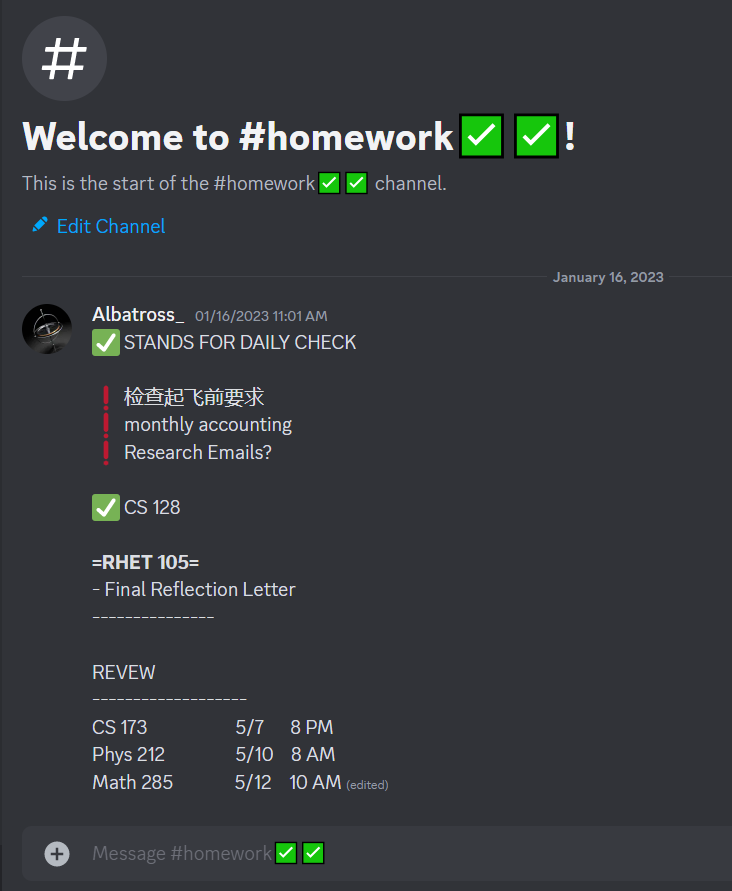 #
Welcome to #homework✅✅!
This is the start of the #homework✅✅ channel.
Edit Channel
January 16, 2023
Albatross_ 01/16/2023 11:01 AM
✅ STANDS FOR DAILY CHECK
❗ 检查起飞前要求
❗ monthly accounting
❗ Research Emails?
✅ CS 128
=RHET 105=
- Final Reflection Letter
---------------
REVEW
-------------------
CS 173 5/7 8 PM
Phys 212 5/10 8 AM
Math 285 5/12 10 AM (edited)
Message #homework✅✅